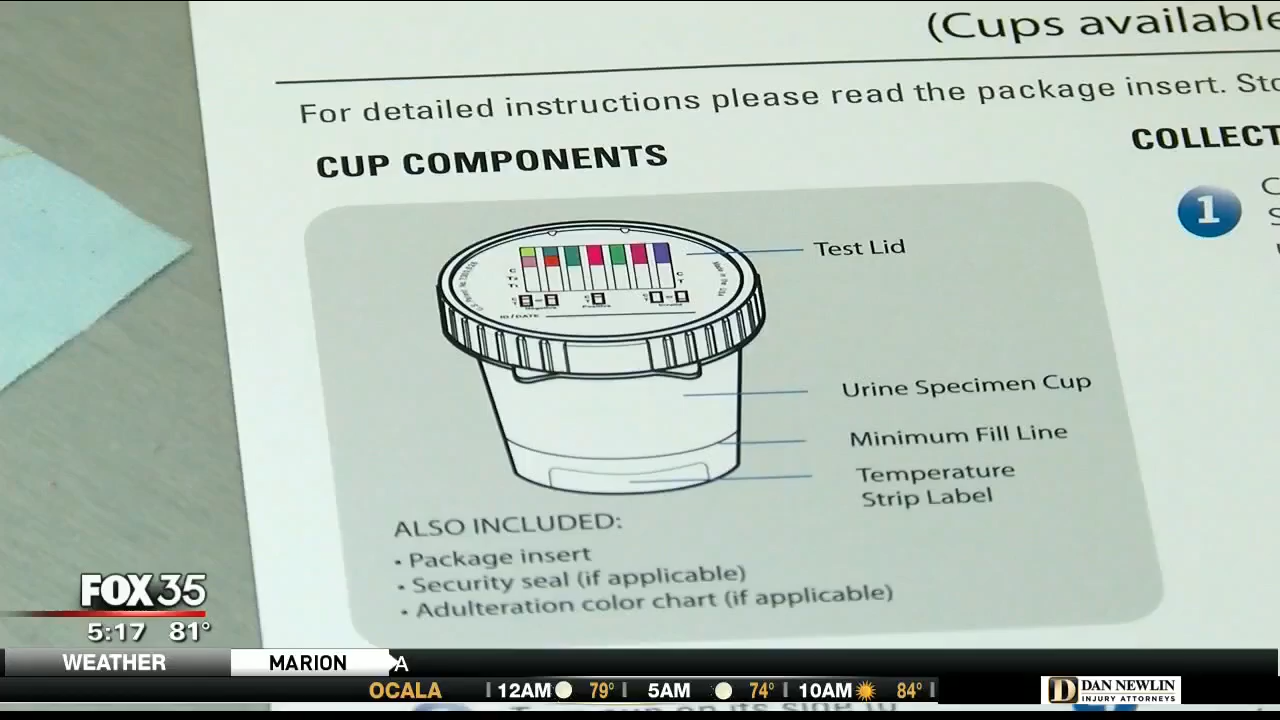 (Cups available
For detailed instructions please read the package insert. Sto
CUP COMPONENTS
COLLECT
1
Test Lid
ID / DATE
Urine Specimen Cup
Minimum Fill Line
Temperature
Strip Label
ALSO INCLUDED:
• Package insert
• Security seal (if applicable)
• Adulteration color chart (if applicable)
FOX 35
5:17 81°
WEATHER MARION A
OCALA 12AM 79° 5AM 74° 10AM 84°
D DAN NEWLIN
INJURY ATTORNEYS